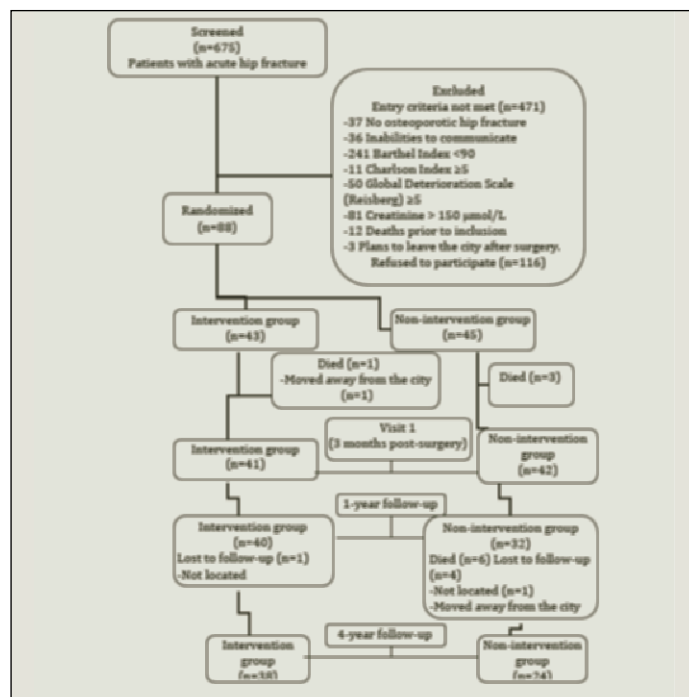 Screened
(n=675)
Patients with acute hip fracture
Excluded
Entry criteria not met (n=471)
-37 No osteoporotic hip fracture
-36 Inabilities to communicate
-241 Barthel Index <90
-11 Charlson Index ≥5
-50 Global Deterioration Scale
(Reisberg) ≥5
-81 Creatinine > 150 µmol/L
-12 Deaths prior to inclusion
-3 Plans to leave the city after surgery.
Refused to participate (n=116)
Randomized
(n=88)
Intervention group
(n=43)
Non-intervention group
(n=45)
Died (n=1)
-Moved away from the city
(n=1)
Died (n=3)
Visit 1
(3 months post-surgery)
Intervention group
(n=41)
Non-intervention
group
(n=42)
1-year follow-up
Intervention group
(n=40)
Lost to follow-up (n=1)
-Not located
Non-intervention group
(n=32)
Died (n=6) Lost to follow-up
(n=4)
-Not located (n=1)
-Moved away from the city
4-year follow-up
Intervention
group
(n=38)
Non-intervention
group
(n=24)